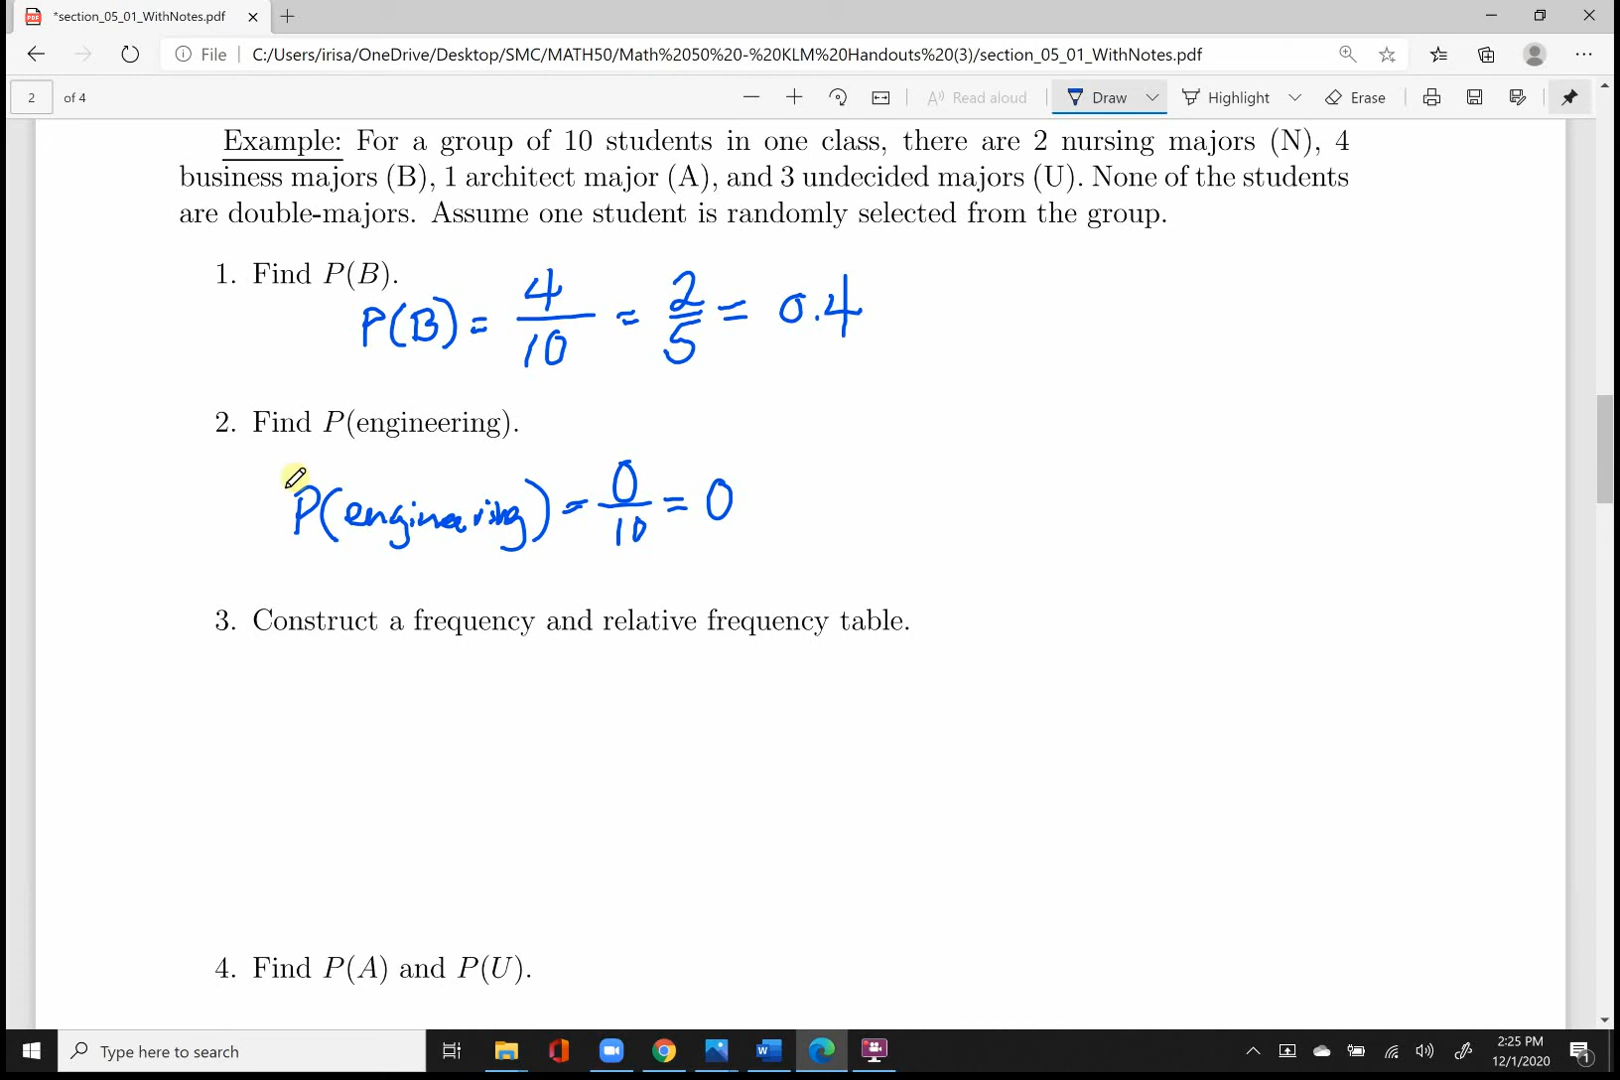 *section_05_01_WithNotes.pdf
File C:/Users/irisa/OneDrive/Desktop/SMC/MATH50/Math%2050%20-%20KLM%20Handouts%20(3)/section_05_01_WithNotes.pdf
2 of 4 Read aloud Draw Highlight Erase
Example: For a group of 10 students in one class, there are 2 nursing majors (N), 4
business majors (B), 1 architect major (A), and 3 undecided majors (U). None of the students
are double-majors. Assume one student is randomly selected from the group.
1. Find P(B).
P(B) = 4/10 = 2/5 = 0.4
2. Find P(engineering).
P(engineering) = 0/10 = 0
3. Construct a frequency and relative frequency table.
4. Find P(A) and P(U).
Type here to search
2:25 PM
12/1/2020
1